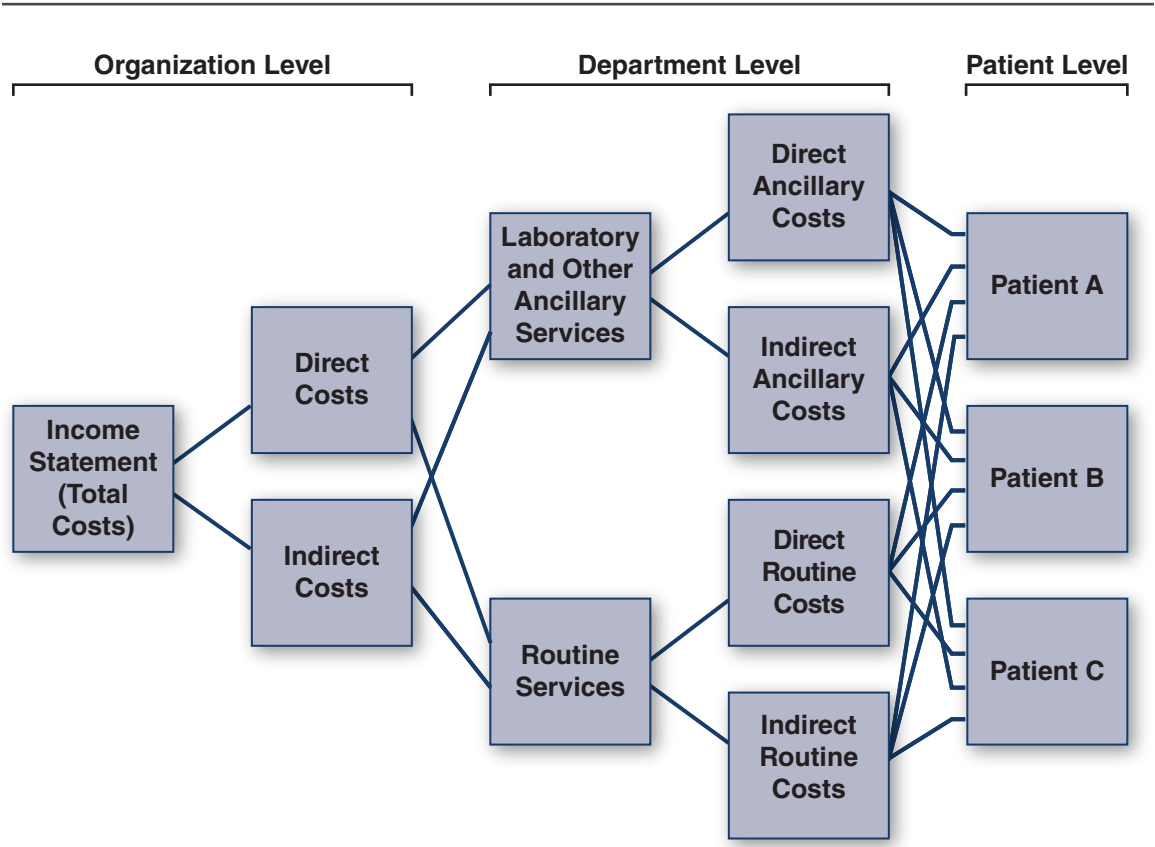 Organization Level
Department Level
Patient Level
Income
Statement
(Total
Costs)
Direct
Costs
Indirect
Costs
Laboratory
and Other
Ancillary
Services
Routine
Services
Direct
Ancillary
Costs
Indirect
Ancillary
Costs
Direct
Routine
Costs
Indirect
Routine
Costs
Patient A
Patient B
Patient C